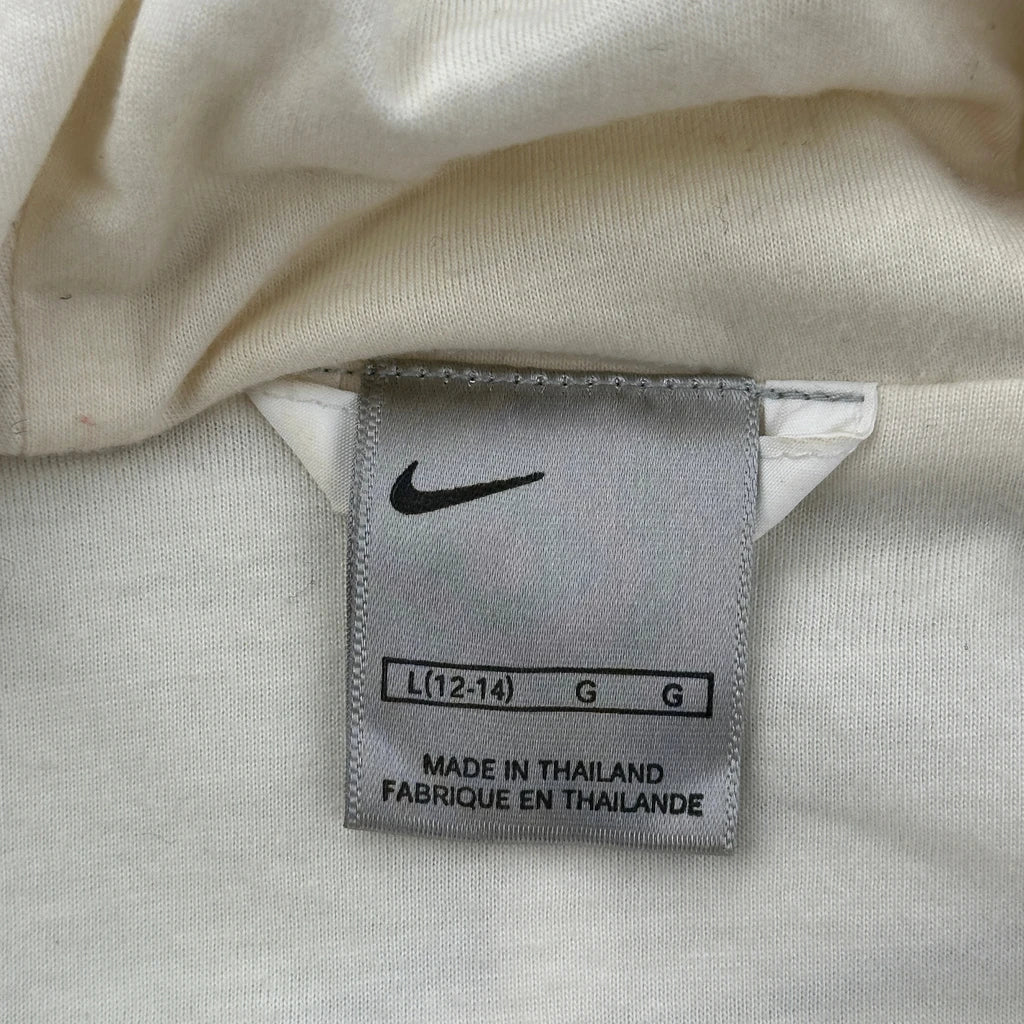 L(12-14) G G
MADE IN THAILAND
FABRIQUE EN THAILANDE